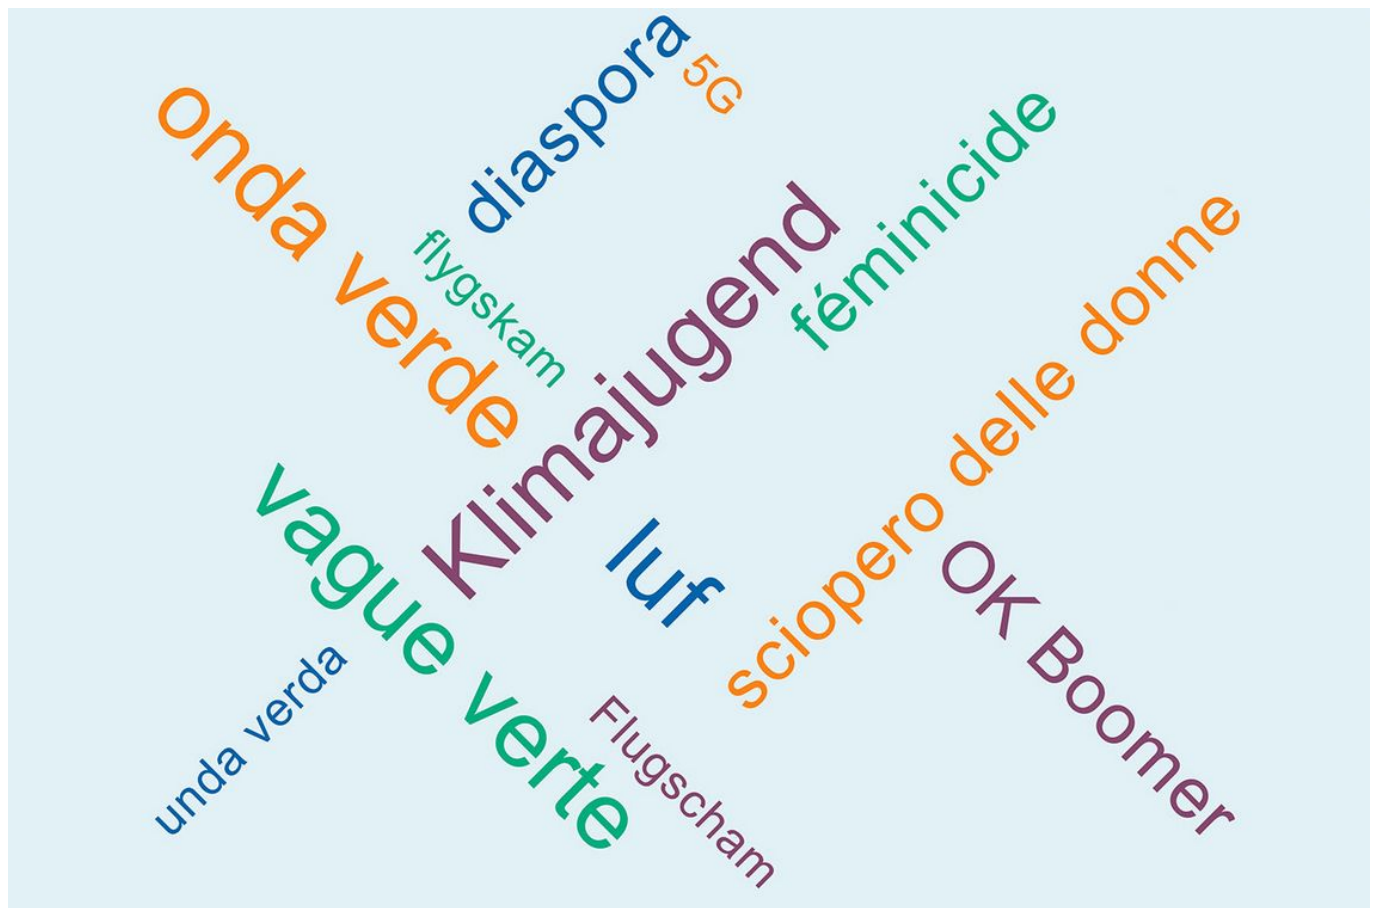 diaspora
5G
onda verde
féminicide
flygskam
Klimajugend
sciopero delle donne
vague verte
luf
OK Boomer
unda verda
Flugscham